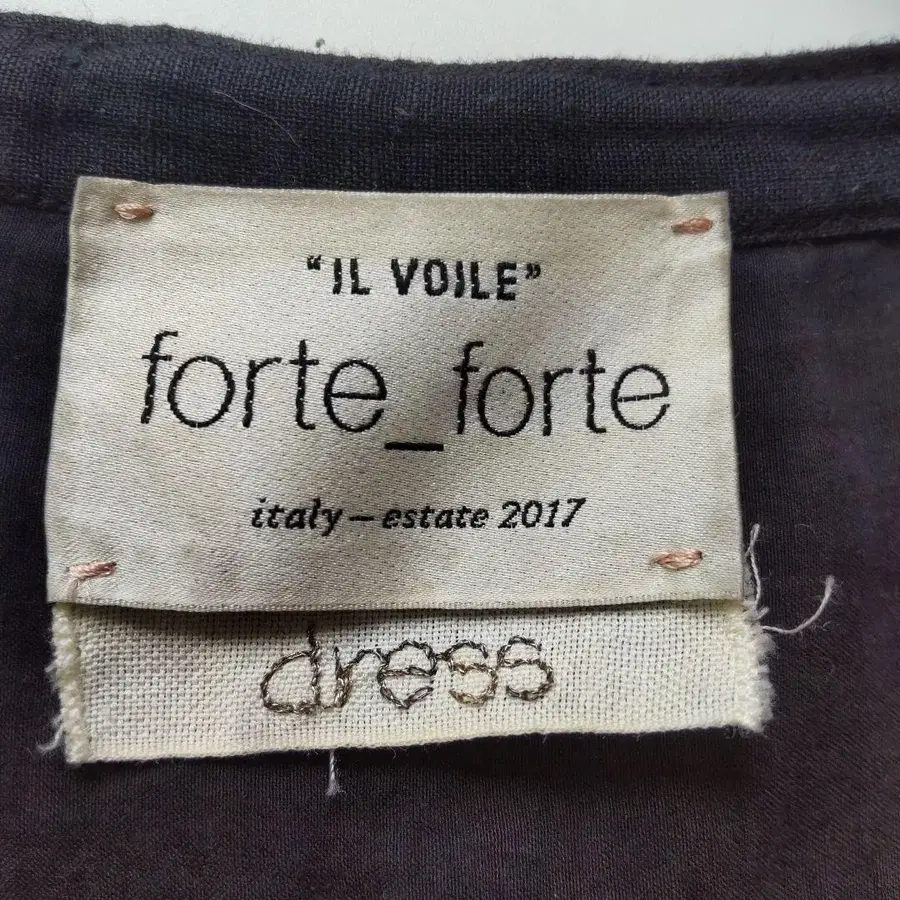 "IL VOILE"
forte_forte
italy – estate 2017
dress